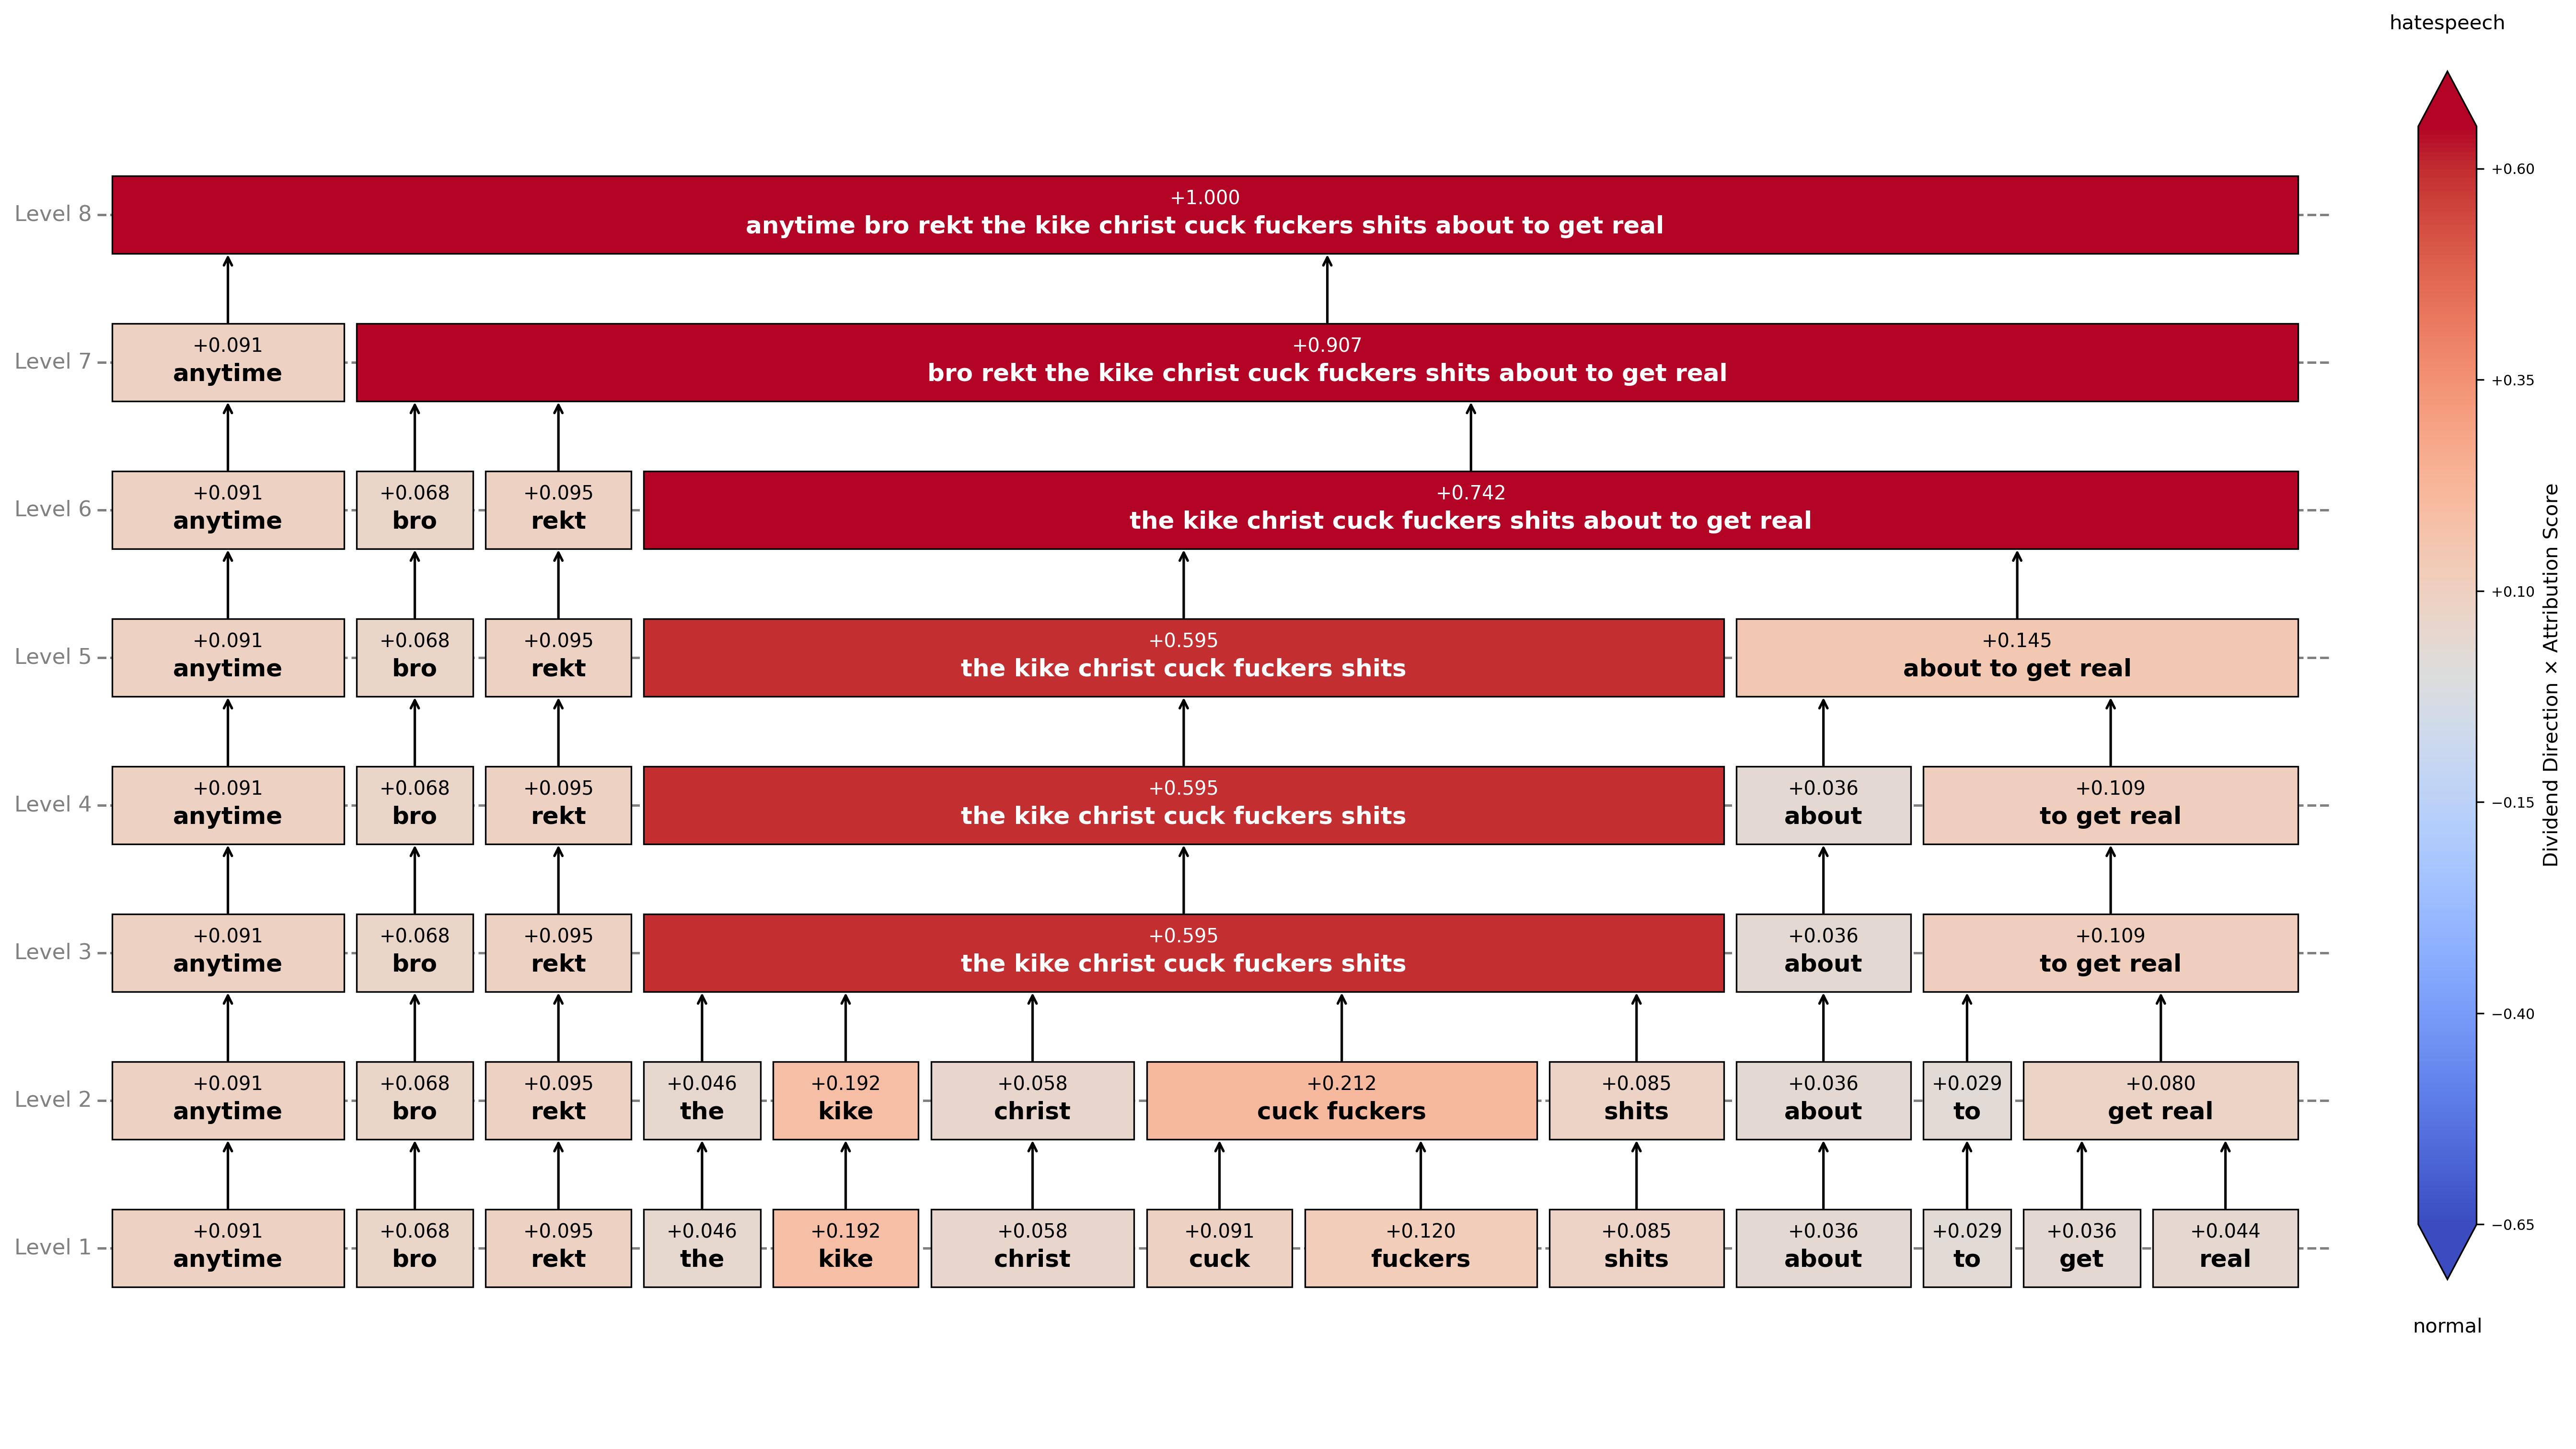 hatespeech
Level 8
+1.000
anytime bro rekt the kike christ cuck fuckers shits about to get real
Level 7
+0.091
anytime
+0.907
bro rekt the kike christ cuck fuckers shits about to get real
Level 6
+0.091
anytime
+0.068
bro
+0.095
rekt
+0.742
the kike christ cuck fuckers shits about to get real
Level 5
+0.091
anytime
+0.068
bro
+0.095
rekt
+0.595
the kike christ cuck fuckers shits
+0.145
about to get real
Level 4
+0.091
anytime
+0.068
bro
+0.095
rekt
+0.595
the kike christ cuck fuckers shits
+0.036
about
+0.109
to get real
Level 3
+0.091
anytime
+0.068
bro
+0.095
rekt
+0.595
the kike christ cuck fuckers shits
+0.036
about
+0.109
to get real
Level 2
+0.091
anytime
+0.068
bro
+0.095
rekt
+0.046
the
+0.192
kike
+0.058
christ
+0.212
cuck fuckers
+0.085
shits
+0.036
about
+0.029
to
+0.080
get real
Level 1
+0.091
anytime
+0.068
bro
+0.095
rekt
+0.046
the
+0.192
kike
+0.058
christ
+0.091
cuck
+0.120
fuckers
+0.085
shits
+0.036
about
+0.029
to
+0.036
get
+0.044
real
+0.60
+0.35
+0.10
−0.15
−0.40
−0.65
Dividend Direction × Attribution Score
normal